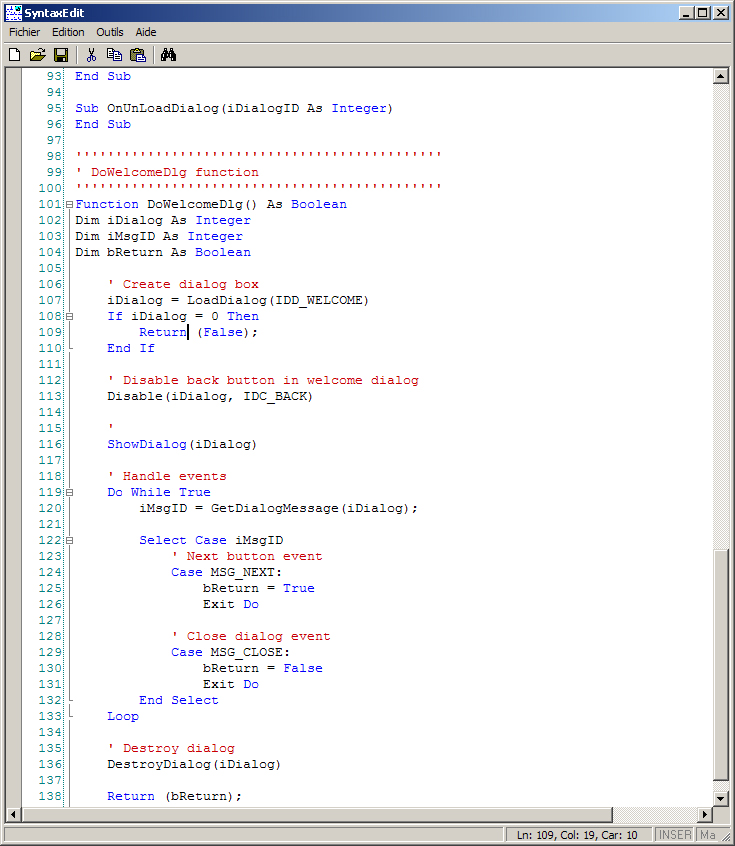 SyntaxEdit
Fichier Edition Outils Aide
93 End Sub
94
95 Sub OnUnLoadDialog(iDialogID As Integer)
96 End Sub
97
98 ''''''''''''''''''''''''''''''''''''''''''''''
99 ' DoWelcomeDlg function
100 ''''''''''''''''''''''''''''''''''''''''''''''
101 Function DoWelcomeDlg() As Boolean
102 Dim iDialog As Integer
103 Dim iMsgID As Integer
104 Dim bReturn As Boolean
105
106     ' Create dialog box
107     iDialog = LoadDialog(IDD_WELCOME)
108     If iDialog = 0 Then
109         Return (False);
110     End If
111
112     ' Disable back button in welcome dialog
113     Disable(iDialog, IDC_BACK)
114
115     '
116     ShowDialog(iDialog)
117
118     ' Handle events
119     Do While True
120         iMsgID = GetDialogMessage(iDialog);
121
122         Select Case iMsgID
123             ' Next button event
124             Case MSG_NEXT:
125                 bReturn = True
126                 Exit Do
127
128             ' Close dialog event
129             Case MSG_CLOSE:
130                 bReturn = False
131                 Exit Do
132         End Select
133     Loop
134
135     ' Destroy dialog
136     DestroyDialog(iDialog)
137
138     Return (bReturn);
Ln: 109, Col: 19, Car: 10 INSER Ma